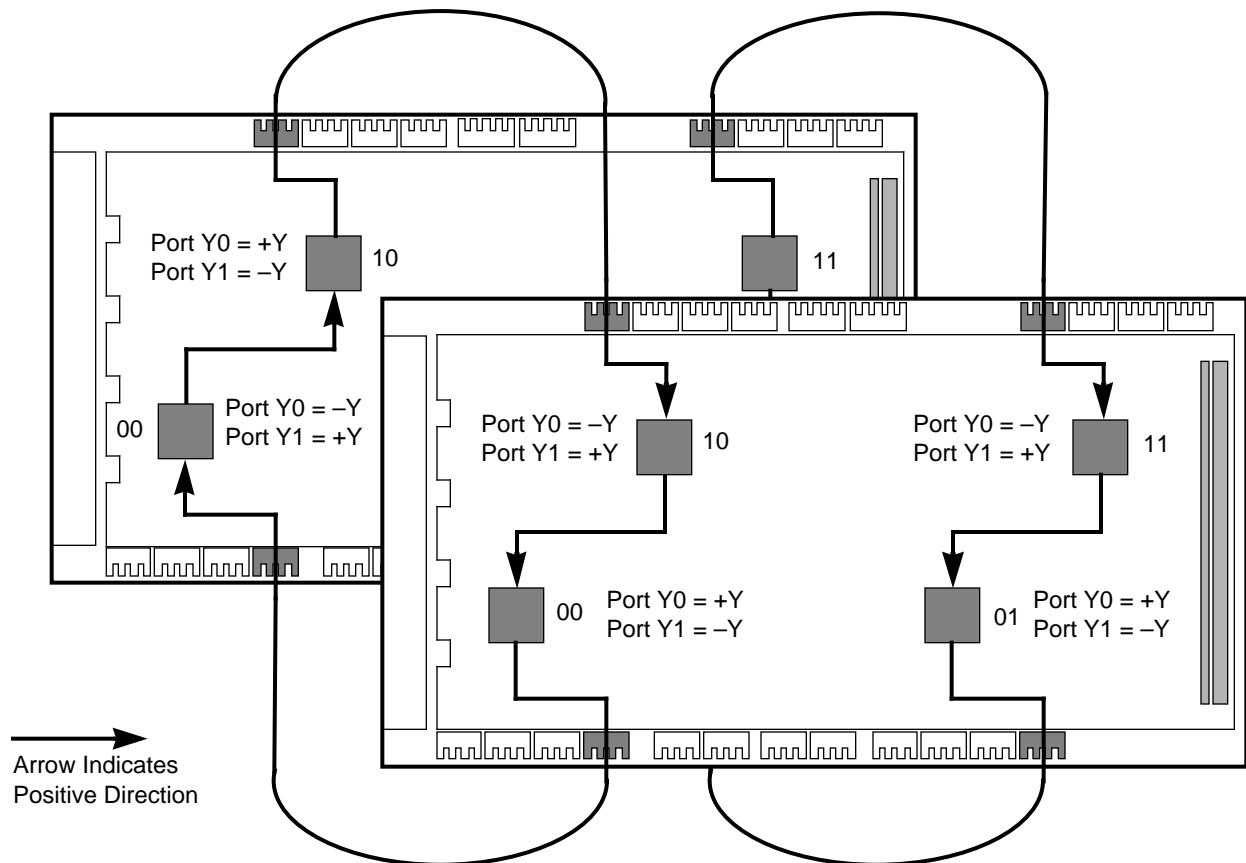 Port Y0 = +Y
Port Y1 = –Y
10
11
00
Port Y0 = –Y
Port Y1 = +Y
Port Y0 = –Y
Port Y1 = +Y
10
Port Y0 = –Y
Port Y1 = +Y
11
00
Port Y0 = +Y
Port Y1 = –Y
01
Port Y0 = +Y
Port Y1 = –Y
Arrow Indicates
Positive Direction